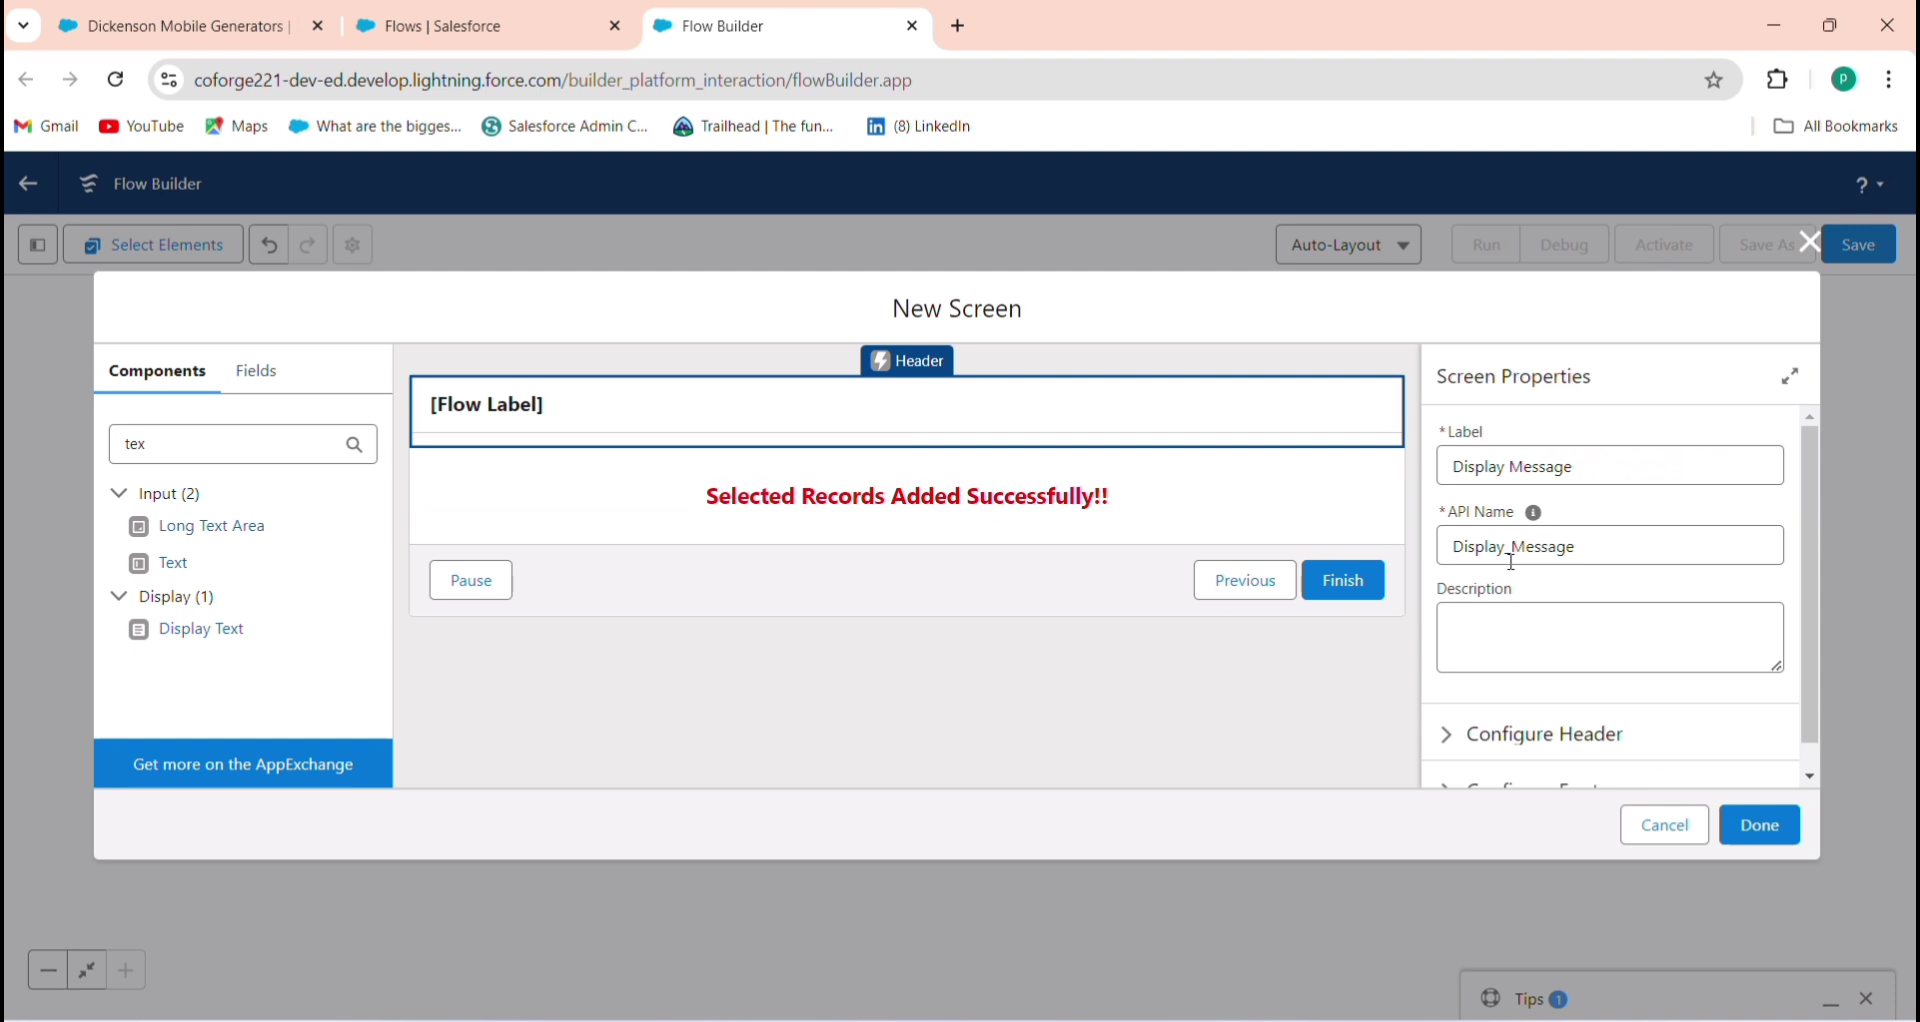 Dickenson Mobile Generators |
Flows | Salesforce
Flow Builder
coforge221-dev-ed.develop.lightning.force.com/builder_platform_interaction/flowBuilder.app
P
Gmail
YouTube
Maps
What are the bigges...
Salesforce Admin C...
Trailhead | The fun...
(8) LinkedIn
All Bookmarks
Flow Builder
?
Select Elements
Auto-Layout
Run
Debug
Activate
Save As
Save
New Screen
Components
Fields
Header
Screen Properties
[Flow Label]
tex
* Label
Display Message
Input (2)
Selected Records Added Successfully!!
* API Name
Long Text Area
Display_Message
Text
Pause
Previous
Finish
Description
Display (1)
Display Text
Configure Header
Get more on the AppExchange
Cancel
Done
Tips 1